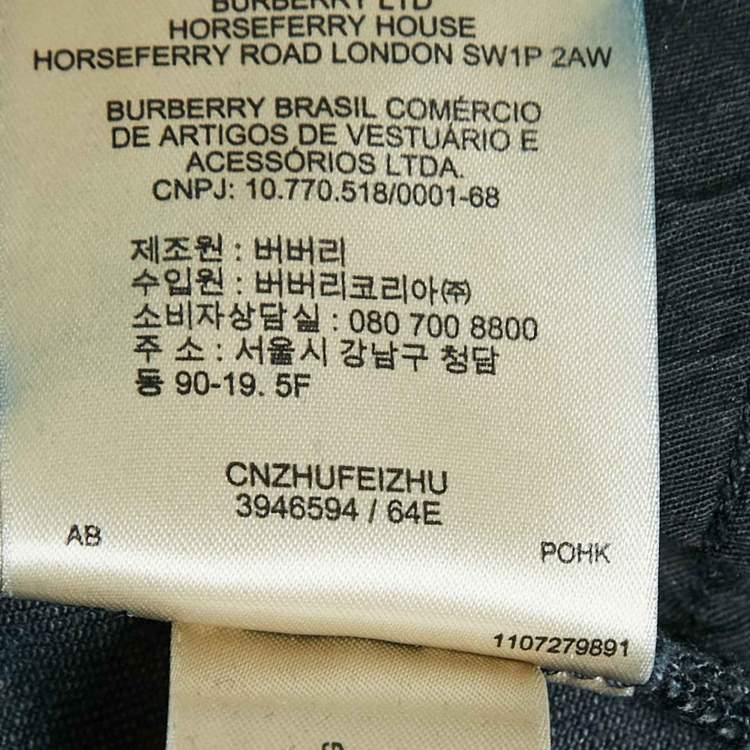 BURBERRY LTD
HORSEFERRY HOUSE
HORSEFERRY ROAD LONDON SW1P 2AW
BURBERRY BRASIL COMÉRCIO
DE ARTIGOS DE VESTUÁRIO E
ACESSÓRIOS LTDA.
CNPJ: 10.770.518/0001-68
제조원 : 버버리
수입원 : 버버리코리아㈜
소비자상담실 : 080 700 8800
주 소 : 서울시 강남구 청담
동 90-19. 5F
CNZHUFEIZHU
3946594 / 64E
AB
POHK
1107279891